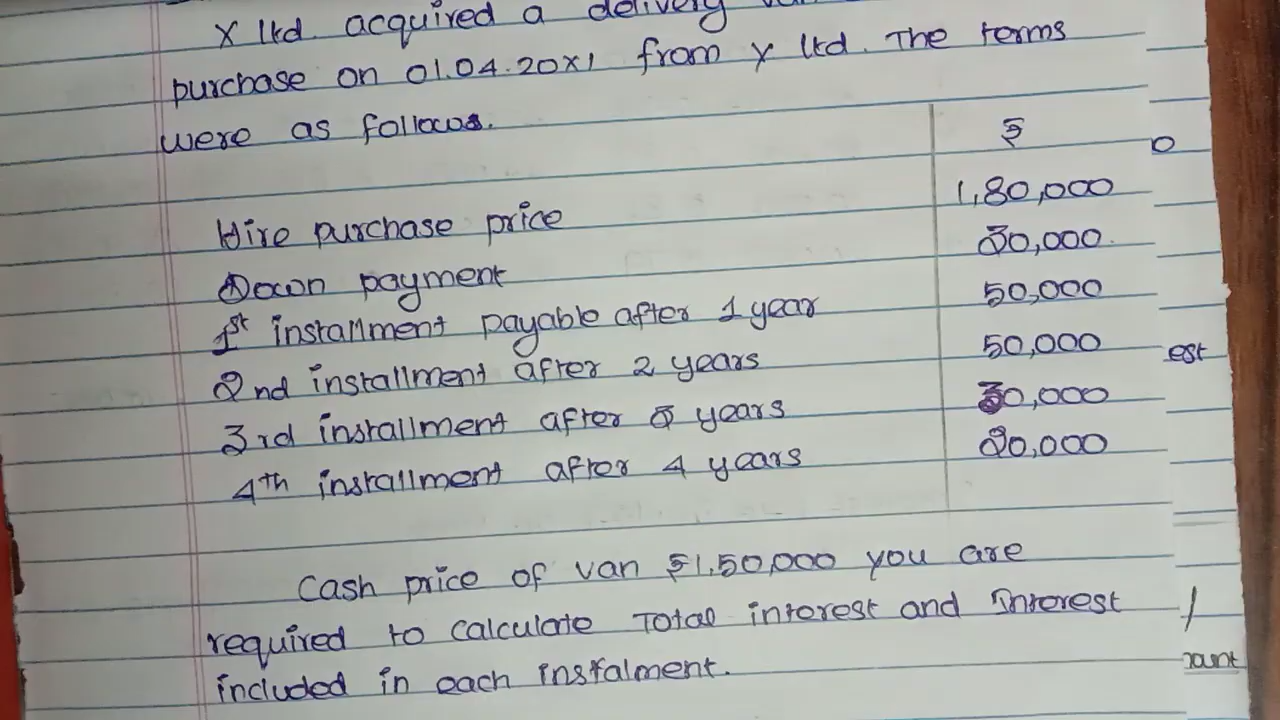 X ltd. acquired a delivery
purchase on 01.04.20X1 from Y ltd. The terms
were as follows.
₹
0
Hire purchase price 1,80,000
Down payment 30,000
1st installment payable after 1 year 50,000
2nd installment after 2 years 50,000
est
3rd installment after 3 years 30,000
4th installment after 4 years 20,000
Cash price of van ₹1,50,000 you are
required to calculate Total interest and Interest
included in each instalment.